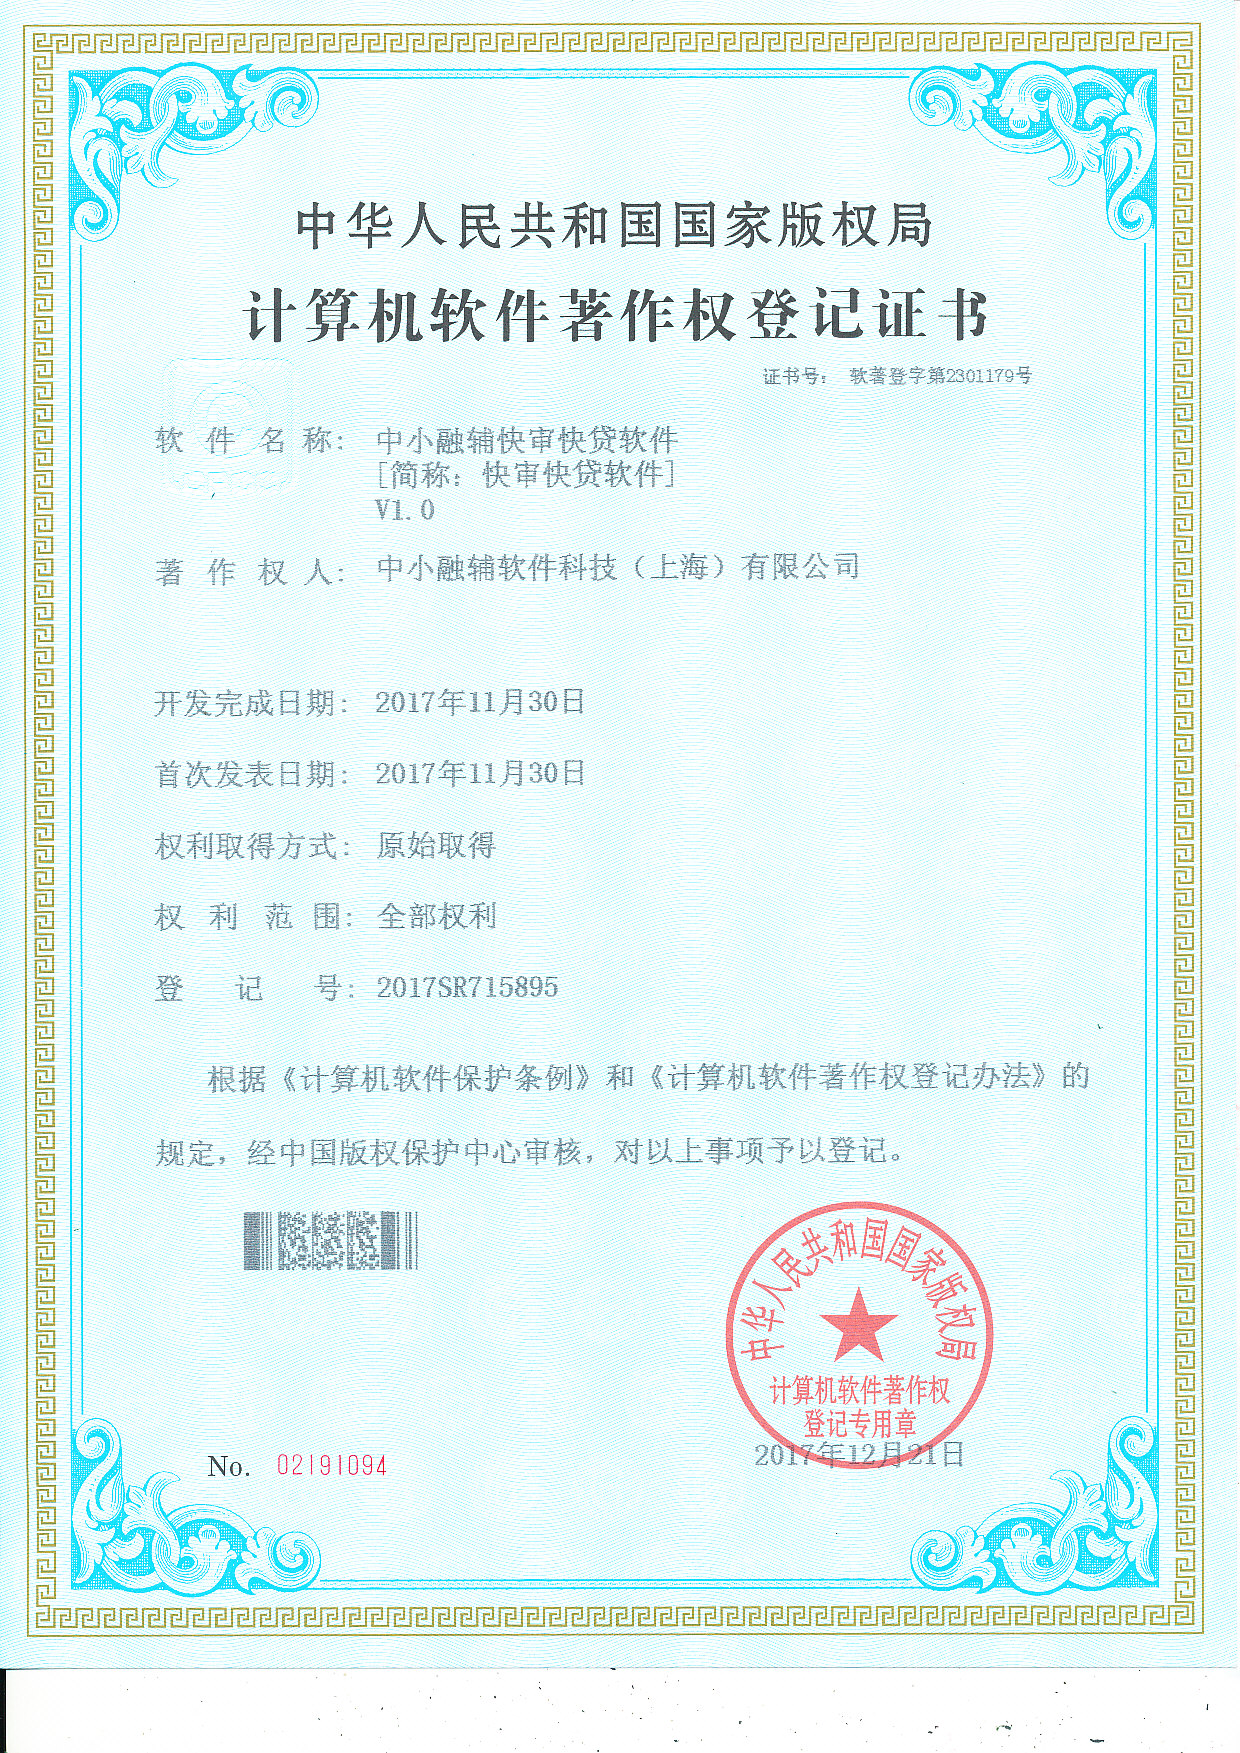 中华人民共和国国家版权局
计算机软件著作权登记证书
证书号： 软著登字第2301179号
软件名称： 中小融辅快审快贷软件
[简称：快审快贷软件]
V1.0
著作权人： 中小融辅软件科技（上海）有限公司
开发完成日期： 2017年11月30日
首次发表日期： 2017年11月30日
权利取得方式： 原始取得
权利范围： 全部权利
登记号： 2017SR715895
根据《计算机软件保护条例》和《计算机软件著作权登记办法》的
规定，经中国版权保护中心审核，对以上事项予以登记。
中华人民共和国国家版权局
计算机软件著作权
登记专用章
No. 02191094
2017年12月21日